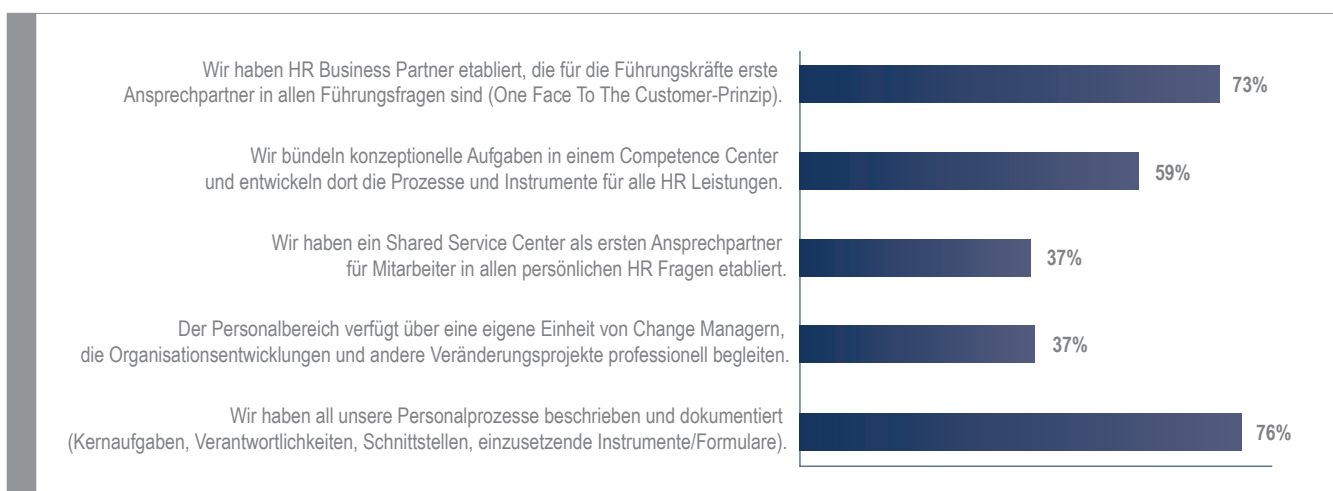 Wir haben HR Business Partner etabliert, die für die Führungskräfte erste
Ansprechpartner in allen Führungsfragen sind (One Face To The Customer-Prinzip).
73%
Wir bündeln konzeptionelle Aufgaben in einem Competence Center
und entwickeln dort die Prozesse und Instrumente für alle HR Leistungen.
59%
Wir haben ein Shared Service Center als ersten Ansprechpartner
für Mitarbeiter in allen persönlichen HR Fragen etabliert.
37%
Der Personalbereich verfügt über eine eigene Einheit von Change Managern,
die Organisationsentwicklungen und andere Veränderungsprojekte professionell begleiten.
37%
Wir haben all unsere Personalprozesse beschrieben und dokumentiert
(Kernaufgaben, Verantwortlichkeiten, Schnittstellen, einzusetzende Instrumente/Formulare).
76%